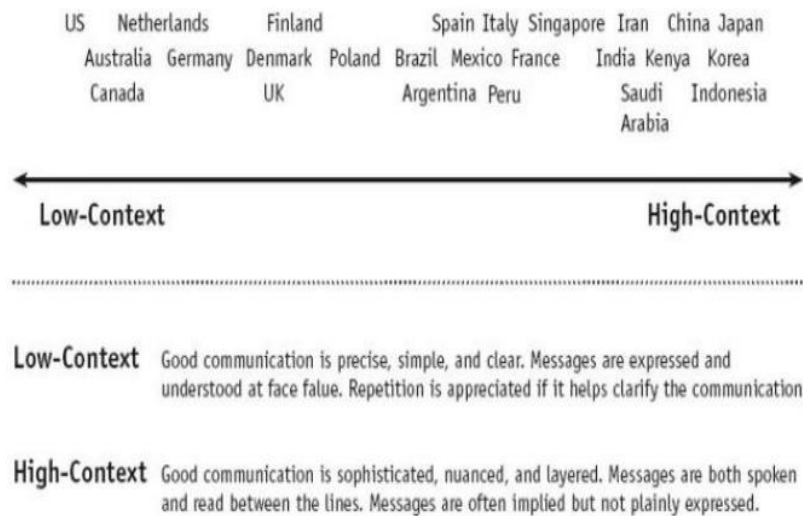 US Netherlands Finland Spain Italy Singapore Iran China Japan
Australia Germany Denmark Poland Brazil Mexico France India Kenya Korea
Canada UK Argentina Peru Saudi Indonesia
Arabia
Low-Context High-Context
Low-Context Good communication is precise, simple, and clear. Messages are expressed and
understood at face falue. Repetition is appreciated if it helps clarify the communication
High-Context Good communication is sophisticated, nuanced, and layered. Messages are both spoken
and read between the lines. Messages are often implied but not plainly expressed.